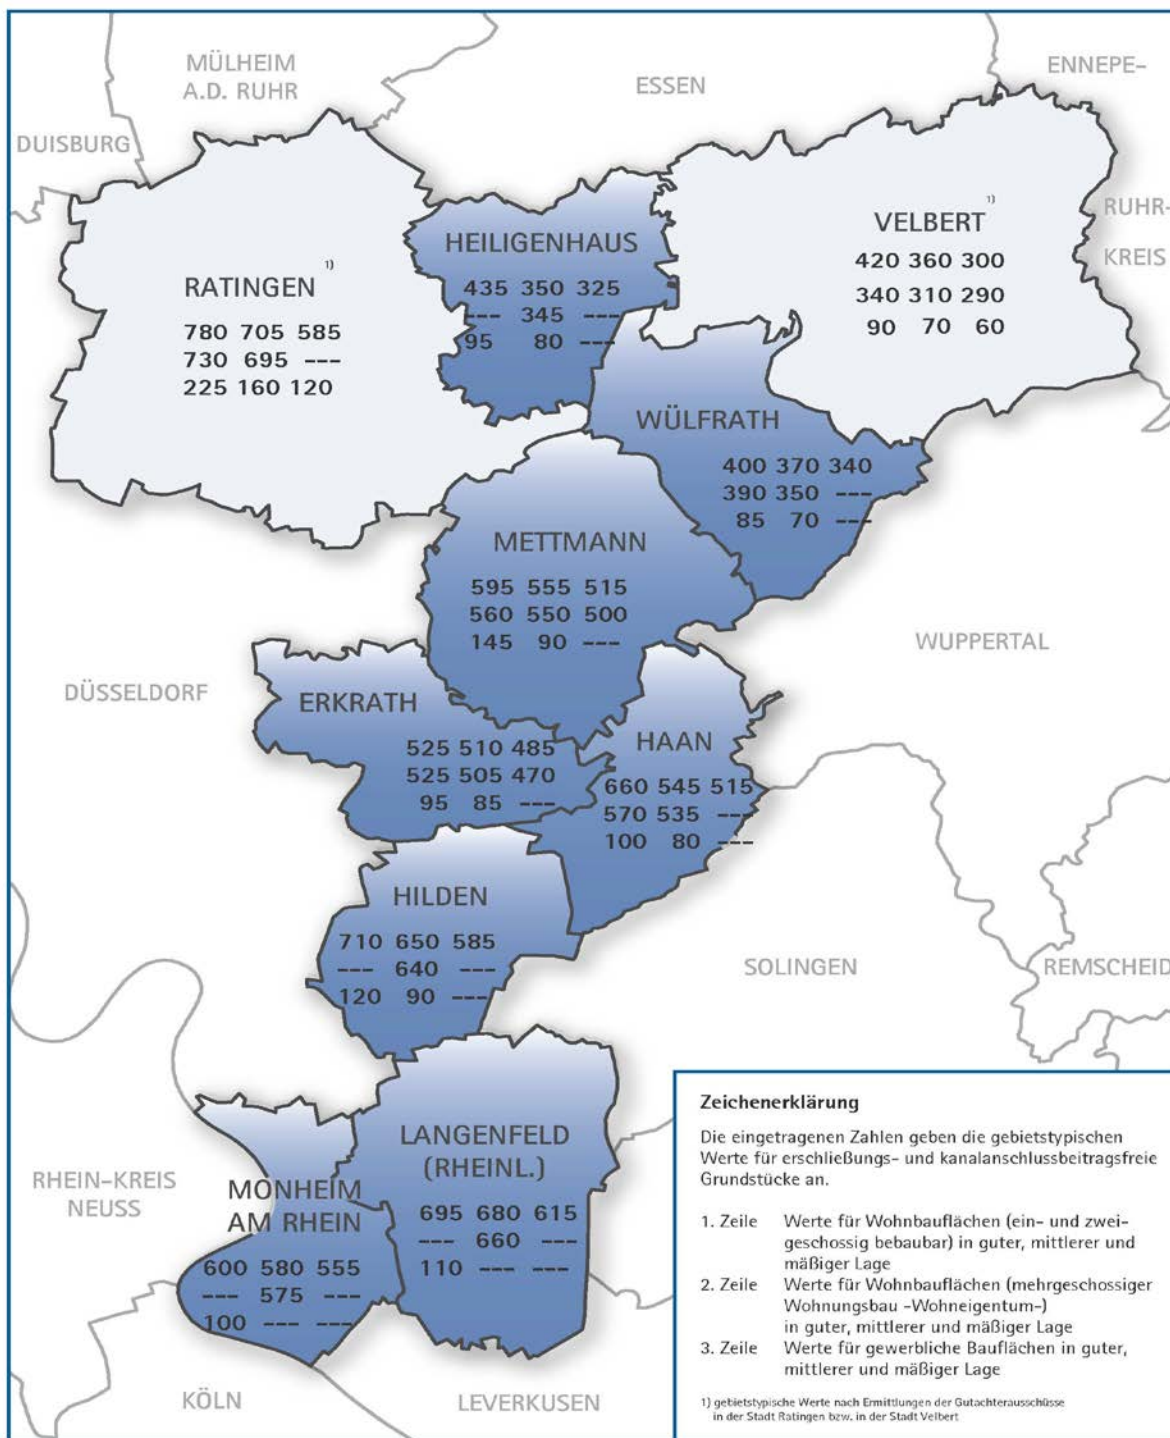 MÜLHEIM
A.D. RUHR
ESSEN
ENNEPE-
DUISBURG
RUHR-
KREIS
VELBERT 1)
420 360 300
340 310 290
90 70 60
HEILIGENHAUS
435 350 325
--- 345 ---
95 80 ---
RATINGEN 1)
780 705 585
730 695 ---
225 160 120
WÜLFRATH
400 370 340
390 350 ---
85 70 ---
METTMANN
595 555 515
560 550 500
145 90 ---
WUPPERTAL
DÜSSELDORF
ERKRATH
525 510 485
525 505 470
95 85 ---
HAAN
660 545 515
570 535 ---
100 80 ---
HILDEN
710 650 585
--- 640 ---
120 90 ---
SOLINGEN
REMSCHEID
LANGENFELD
(RHEINL.)
695 680 615
--- 660 ---
110 --- ---
RHEIN-KREIS
NEUSS
MONHEIM
AM RHEIN
600 580 555
--- 575 ---
100 --- ---
KÖLN
LEVERKUSEN
Zeichenerklärung
Die eingetragenen Zahlen geben die gebietstypischen
Werte für erschließungs- und kanalanschlussbeitragsfreie
Grundstücke an.
1. Zeile Werte für Wohnbauflächen (ein- und zwei-
geschossig bebaubar) in guter, mittlerer und
mäßiger Lage
2. Zeile Werte für Wohnbauflächen (mehrgeschossiger
Wohnungsbau -Wohneigentum-)
in guter, mittlerer und mäßiger Lage
3. Zeile Werte für gewerbliche Bauflächen in guter,
mittlerer und mäßiger Lage
1) gebietstypische Werte nach Ermittlungen der Gutachterausschüsse
in der Stadt Ratingen bzw. in der Stadt Velbert